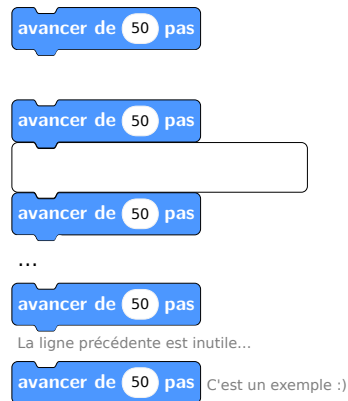 avancer de 50 pas
avancer de 50 pas
avancer de 50 pas
...
avancer de 50 pas
La ligne précédente est inutile...
avancer de 50 pas C'est un exemple :)